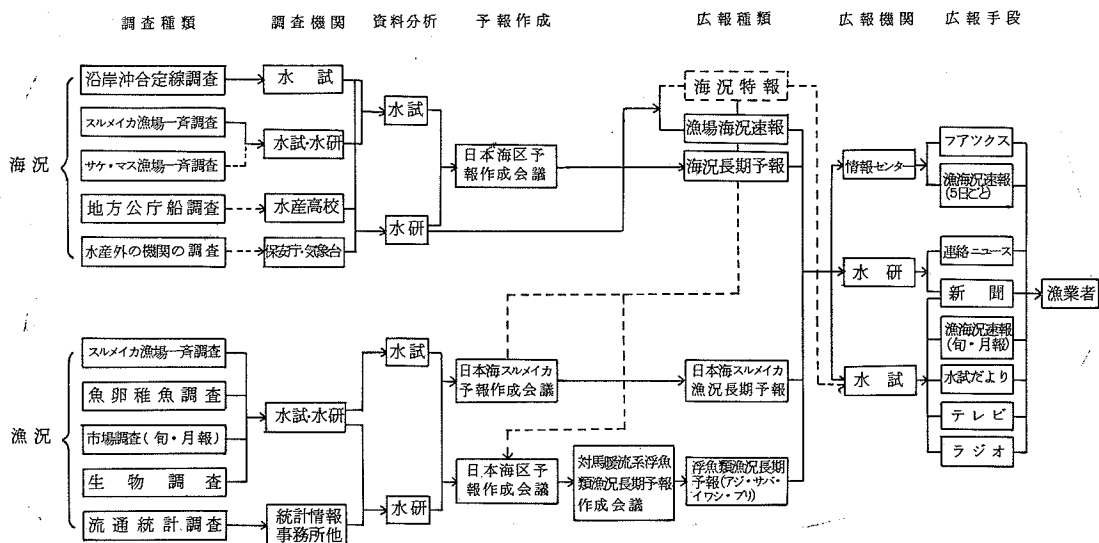 調査種類
調査機関
資料分析
予報作成
広報種類
広報機関
広報手段
海況
沿岸沖合定線調査
スルメイカ漁場一斉調査
サケ・マス漁場一斉調査
地方公庁船調査
水産外の機関の調査
水試
水試・水研
水産高校
保安庁・気象台
水試
水研
日本海区予
報作成会議
海況特報
漁場海況速報
海況長期予報
漁況
スルメイカ漁場一斉調査
魚卵稚魚調査
市場調査(旬・月報)
生物調査
流通統計調査
水試・水研
統計情報
事務所他
水試
水研
日本海スルメイカ
予報作成会議
日本海区予
報作成会議
対馬暖流系浮魚
類漁況長期予報
作成会議
日本海スルメイカ
漁況長期予報
浮魚類漁況長期
予報(アジ・サバ・
イワシ・ブリ)
情報センター
水研
水試
フアツクス
漁海況速報
(5日ごと)
連絡ニュース
新聞
漁海況速報
(旬・月報)
水試だより
テレビ
ラジオ
漁業者